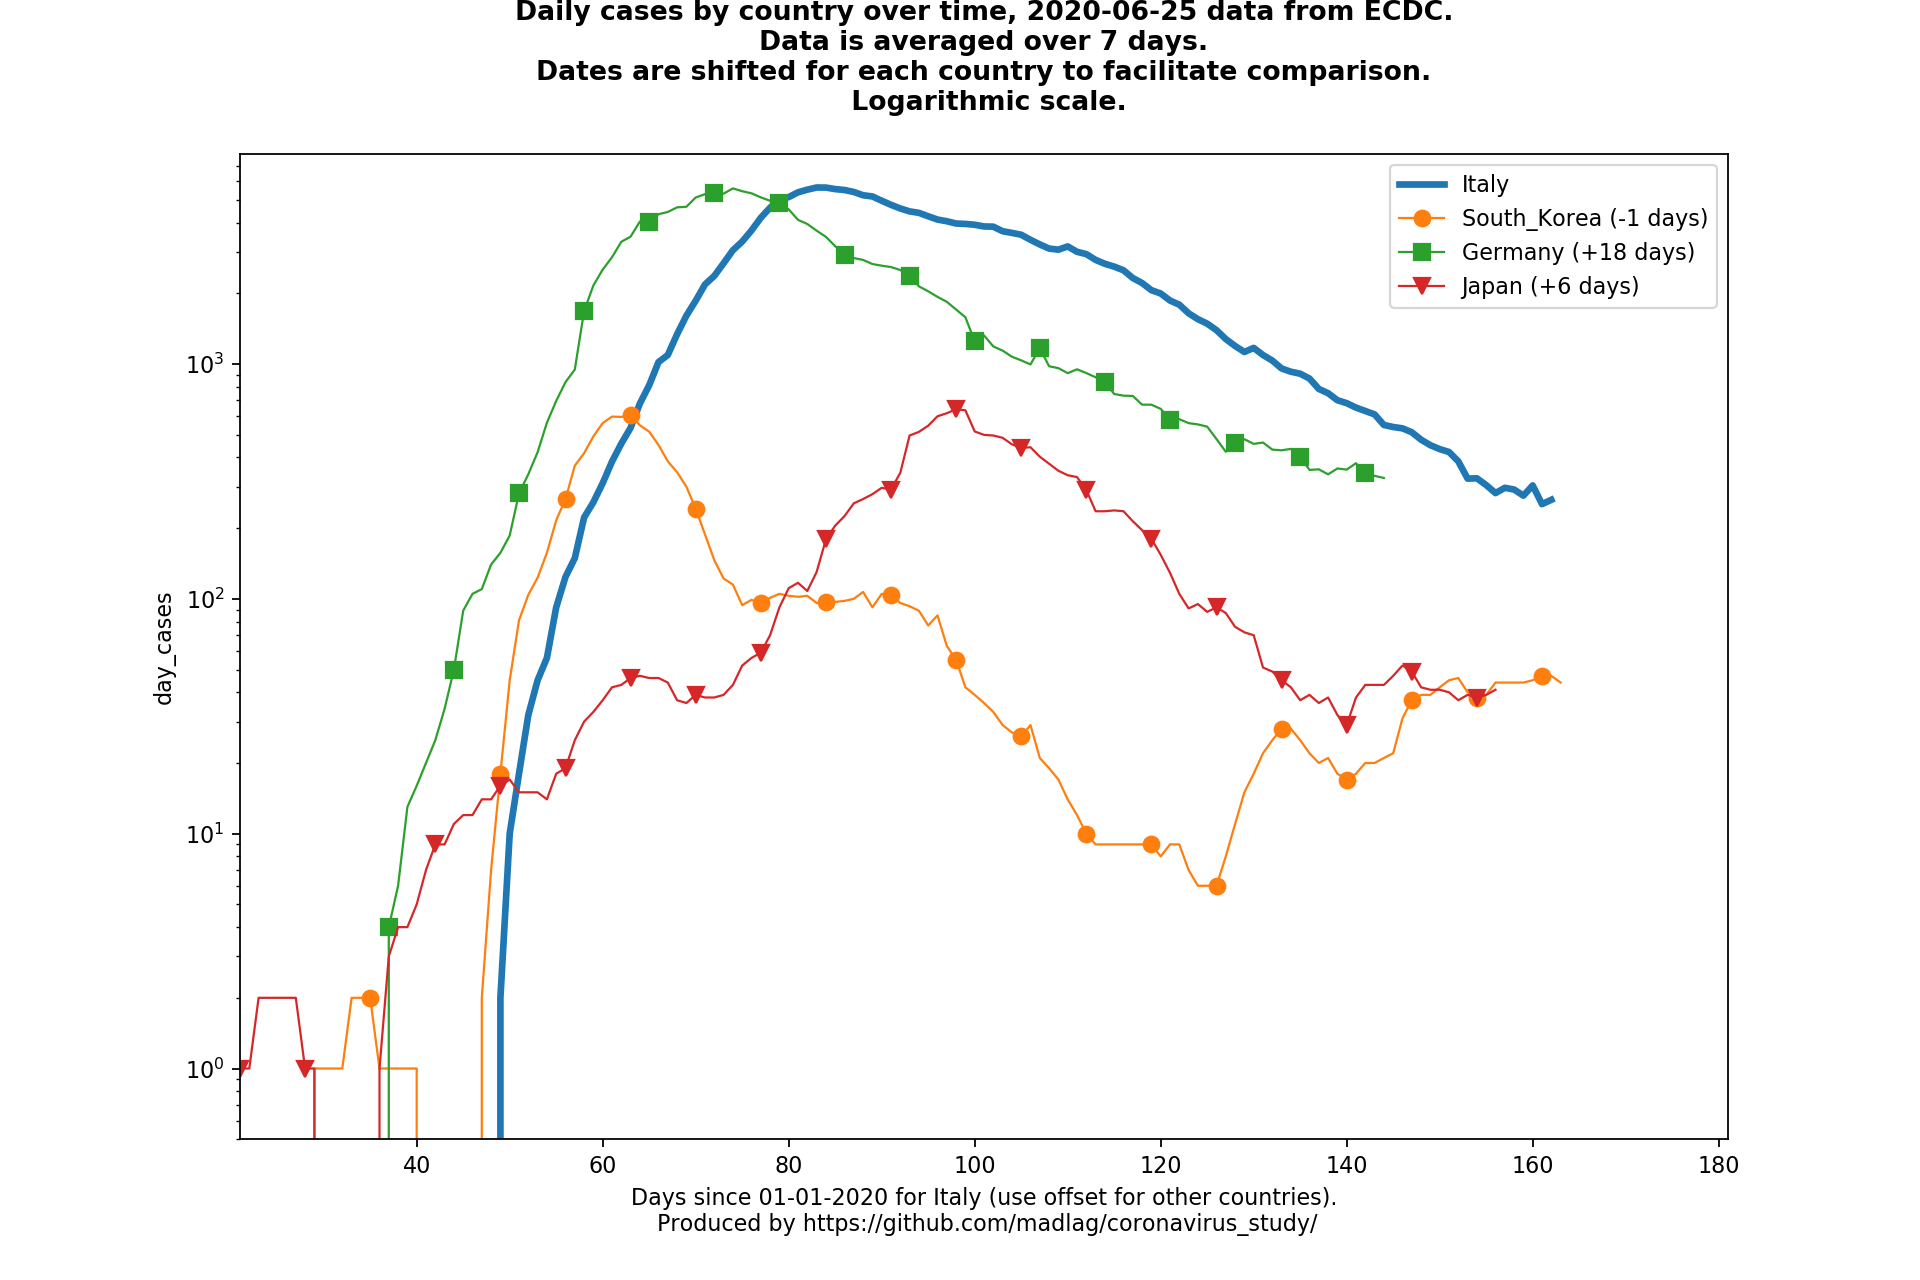 Daily cases by country over time, 2020-06-25 data from ECDC.
Data is averaged over 7 days.
Dates are shifted for each country to facilitate comparison.
Logarithmic scale.
Italy
South_Korea (-1 days)
Germany (+18 days)
Japan (+6 days)
day_cases
10³
10²
10¹
10⁰
40 60 80 100 120 140 160 180
Days since 01-01-2020 for Italy (use offset for other countries).
Produced by https://github.com/madlag/coronavirus_study/